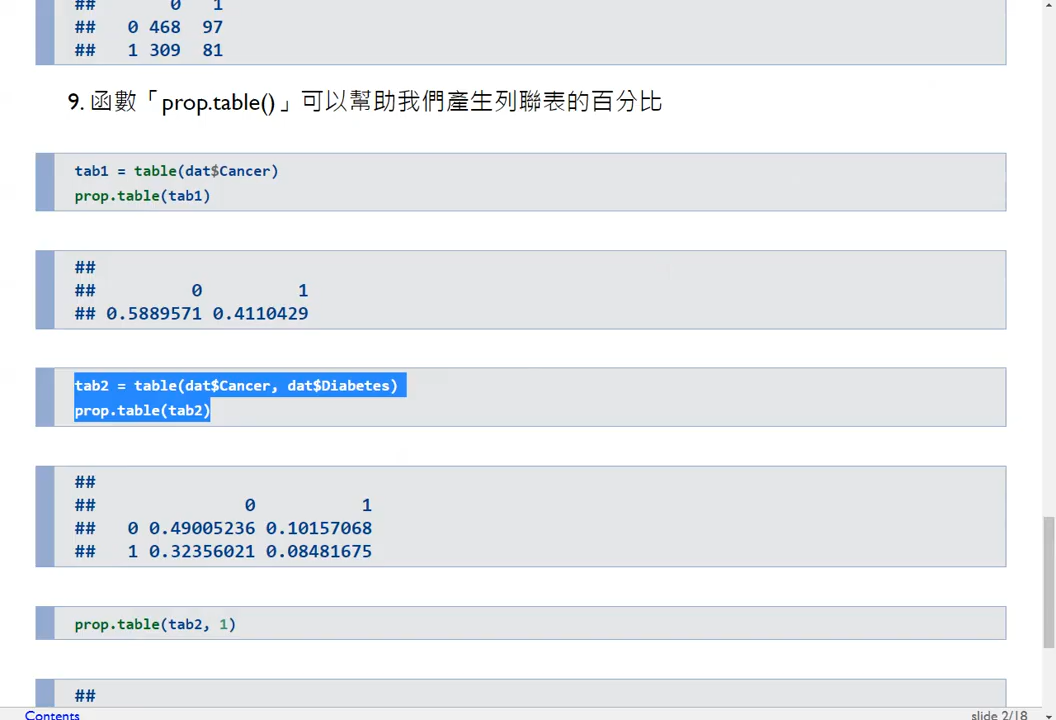 ##       0   1
##   0 468  97
##   1 309  81
9. 函數「prop.table()」可以幫助我們產生列聯表的百分比
tab1 = table(dat$Cancer)
prop.table(tab1)
##
##         0         1
## 0.5889571 0.4110429
tab2 = table(dat$Cancer, dat$Diabetes)
prop.table(tab2)
##
##              0          1
##   0 0.49005236 0.10157068
##   1 0.32356021 0.08481675
prop.table(tab2, 1)
##
Contents
slide 2/18